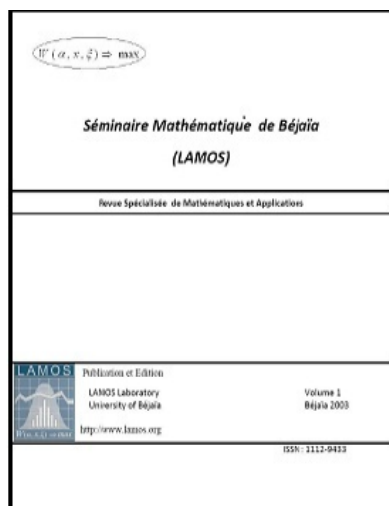 W(α, x, ξ) ⇒ max
Séminaire Mathématique de Béjaïa
(LAMOS)
Revue Spécialisée de Mathématiques et Applications
LAMOS
Publication et Edition
LAMOS Laboratory
University of Béjaïa
Volume 1
Béjaïa 2003
http://www.lamos.org
ISSN: 1112-9433